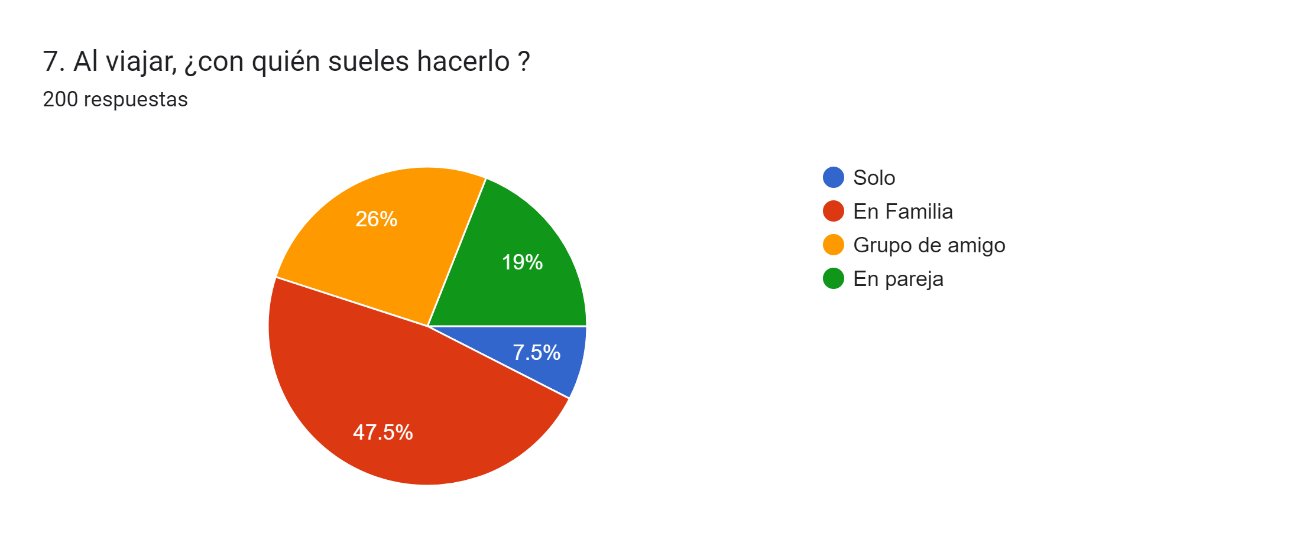 7. Al viajar, ¿con quién sueles hacerlo ?
200 respuestas
26%
19%
7.5%
47.5%
Solo
En Familia
Grupo de amigo
En pareja